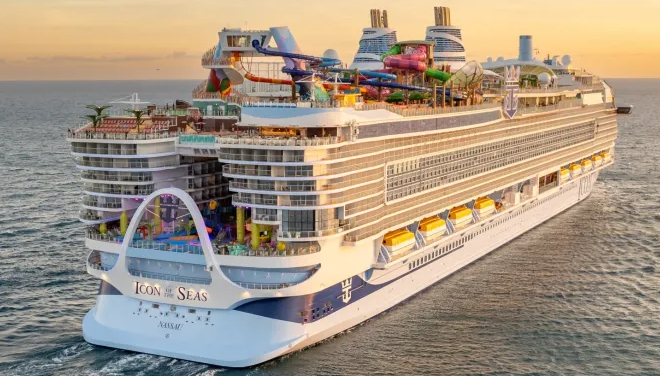 ICON OF THE SEAS
NASSAU